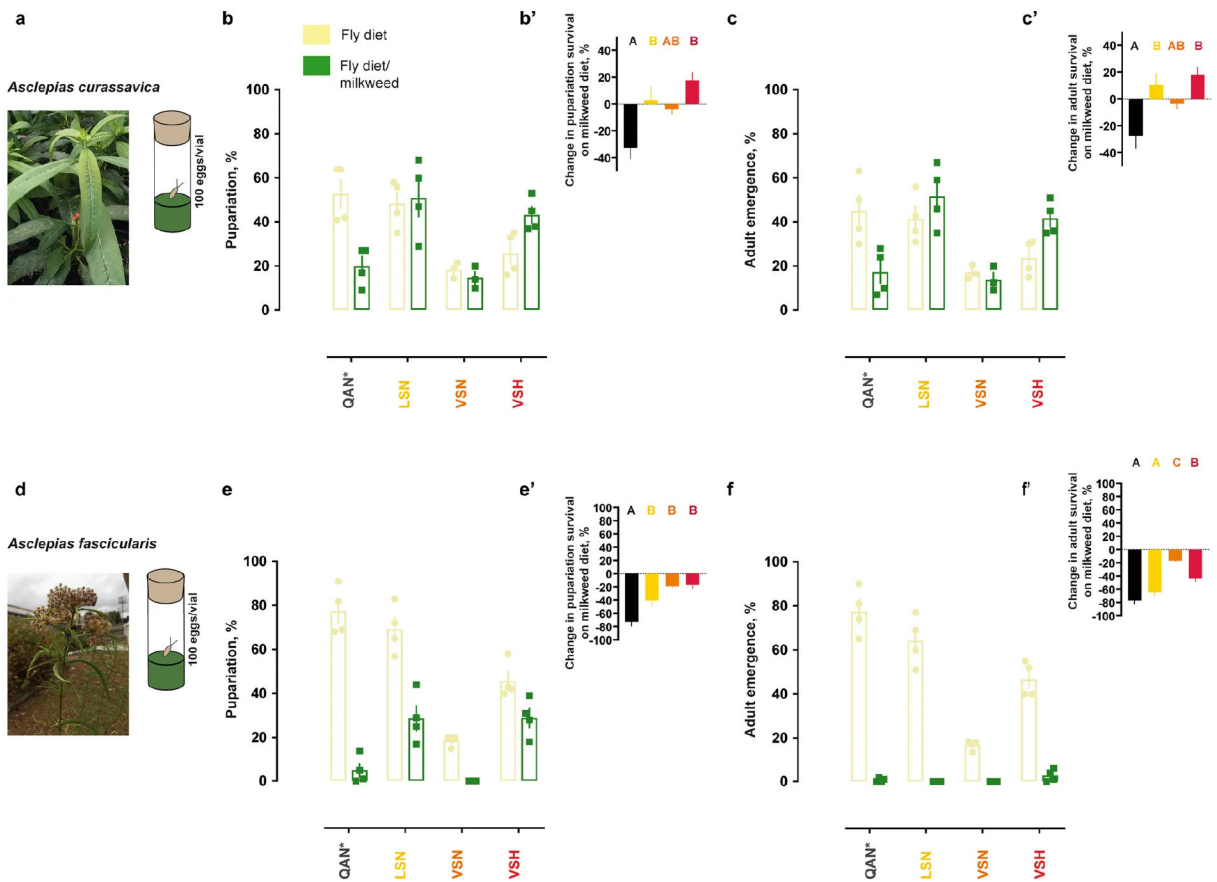 a
b
b’
c
c’
Fly diet
Fly diet/
milkweed
Asclepias curassavica
100 eggs/vial
Pupariation, %
100
80
60
40
20
0
QAN*
LSN
VSN
VSH
Change in pupariation survival
on milkweed diet, %
A B AB B
40
20
0
-20
-40
Adult emergence, %
100
80
60
40
20
0
QAN*
LSN
VSN
VSH
Change in adult survival
on milkweed diet, %
A B AB B
40
20
0
-20
-40
d
e
e’
f
f’
Asclepias fascicularis
100 eggs/vial
Pupariation, %
100
80
60
40
20
0
QAN*
LSN
VSN
VSH
Change in pupariation survival
on milkweed diet, %
A B B B
100
80
60
40
20
0
-20
-40
-60
-80
-100
Adult emergence, %
100
80
60
40
20
0
QAN*
LSN
VSN
VSH
Change in adult survival
on milkweed diet, %
A A C B
100
80
60
40
20
0
-20
-40
-60
-80
-100